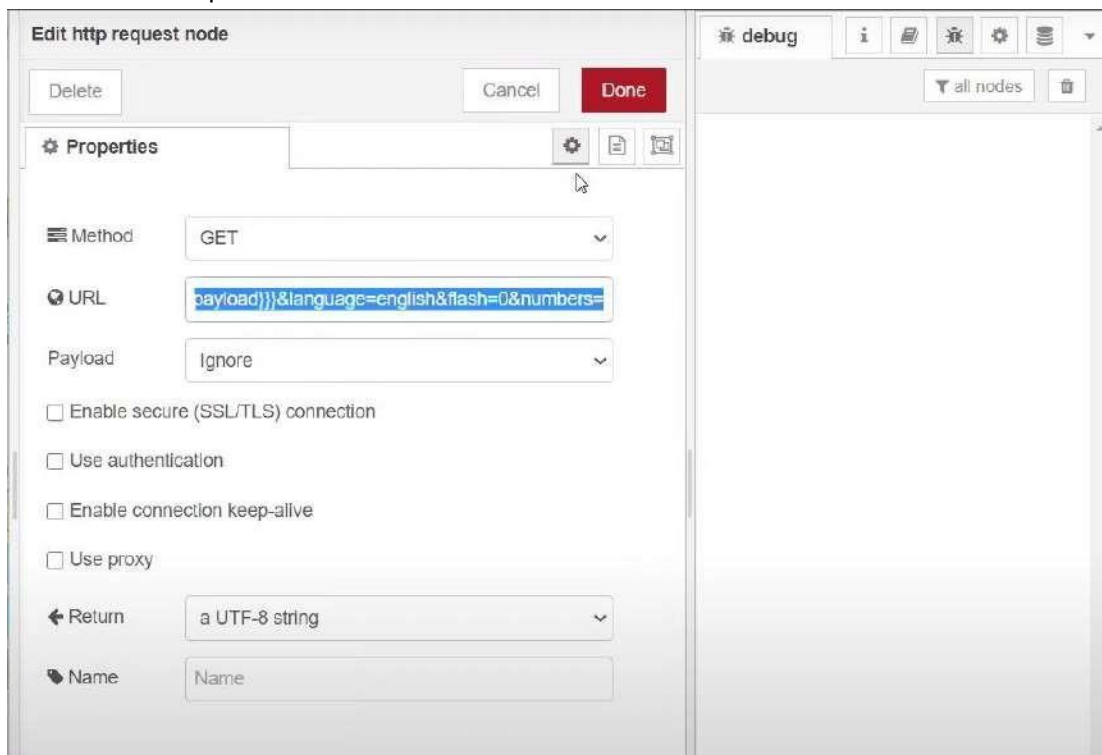 Edit http request node
debug
i
all nodes
Delete
Cancel
Done
Properties
Method
GET
URL
payload}}}&language=english&flash=0&numbers=
Payload
Ignore
Enable secure (SSL/TLS) connection
Use authentication
Enable connection keep-alive
Use proxy
Return
a UTF-8 string
Name
Name